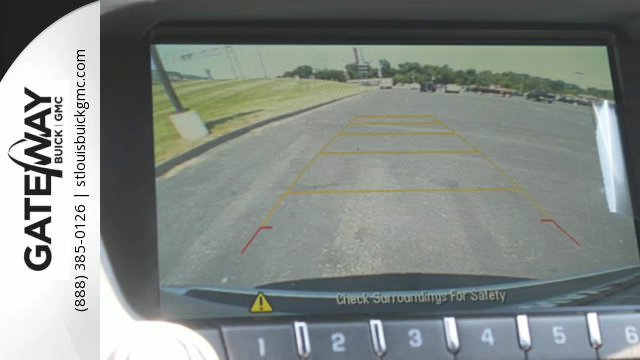 GATEWAY
BUICK | GMC
(888) 385-0126 | stlouisbuickgmc.com
Check Surroundings For Safety
1 2 3 4 5 6